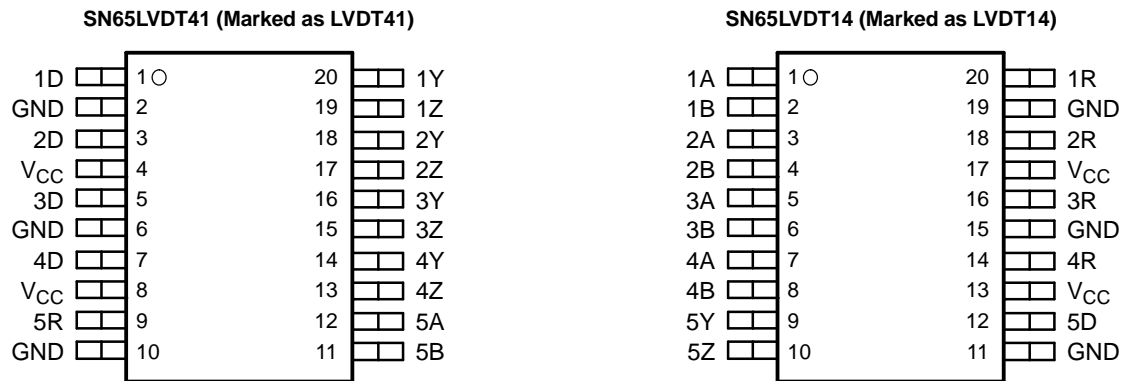 SN65LVDT41 (Marked as LVDT41)
1D 1 20 1Y
GND 2 19 1Z
2D 3 18 2Y
VCC 4 17 2Z
3D 5 16 3Y
GND 6 15 3Z
4D 7 14 4Y
VCC 8 13 4Z
5R 9 12 5A
GND 10 11 5B
SN65LVDT14 (Marked as LVDT14)
1A 1 20 1R
1B 2 19 GND
2A 3 18 2R
2B 4 17 VCC
3A 5 16 3R
3B 6 15 GND
4A 7 14 4R
4B 8 13 VCC
5Y 9 12 5D
5Z 10 11 GND